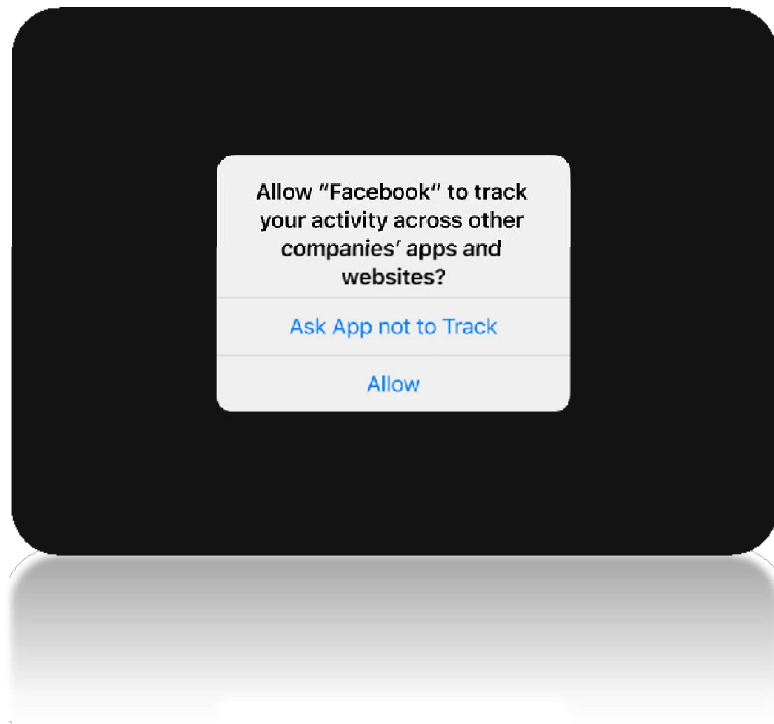 Allow “Facebook“ to track
your activity across other
companies’ apps and
websites?
Ask App not to Track
Allow